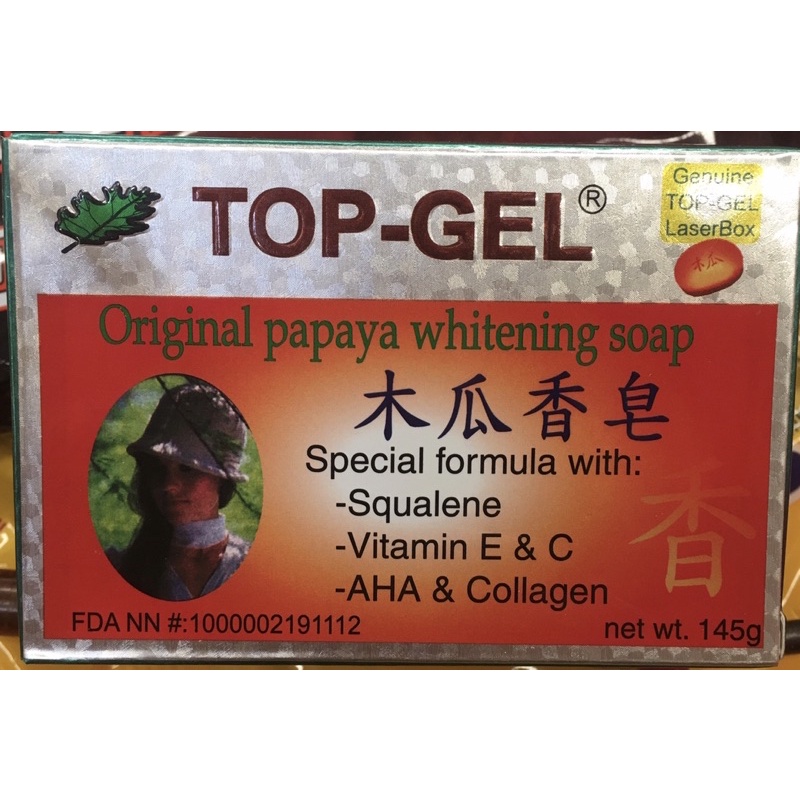 TOP-GEL®
Genuine
TOP-GEL
LaserBox
木瓜
Original papaya whitening soap
木瓜香皂
Special formula with:
-Squalene
-Vitamin E & C
-AHA & Collagen
香
FDA NN #:1000002191112
net wt. 145g